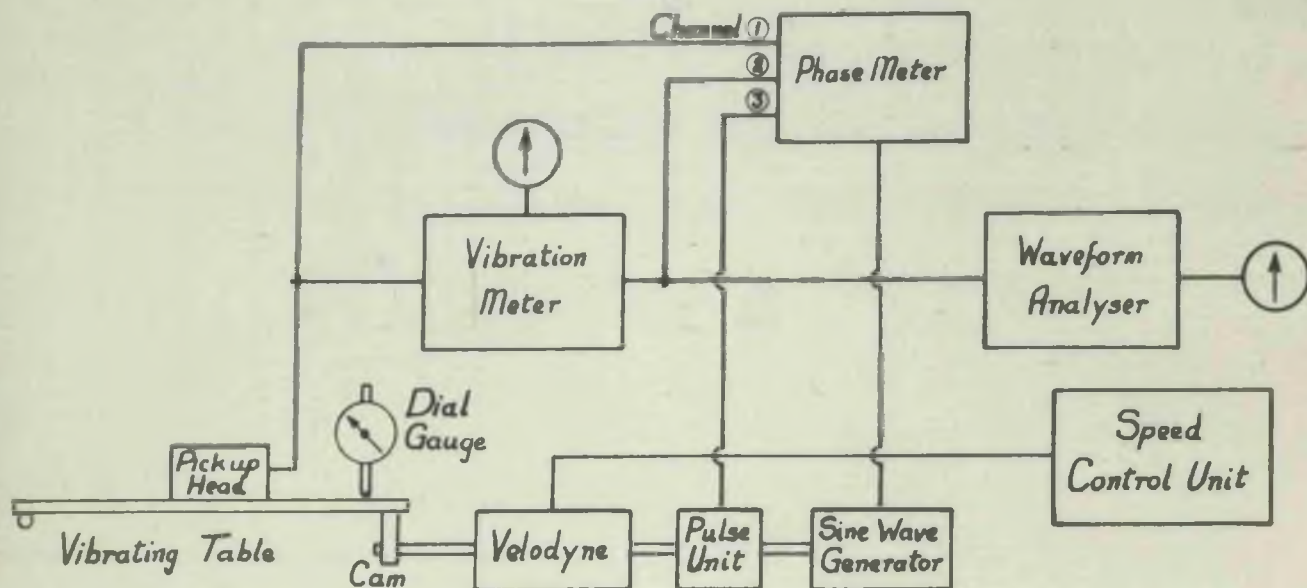 Channel ①
②
③
Phase Meter
Vibration
Meter
Waveform
Analyser
Dial
Gauge
Speed
Control Unit
Pickup
Head
Vibrating Table
Cam
Velodyne
Pulse
Unit
Sine Wave
Generator